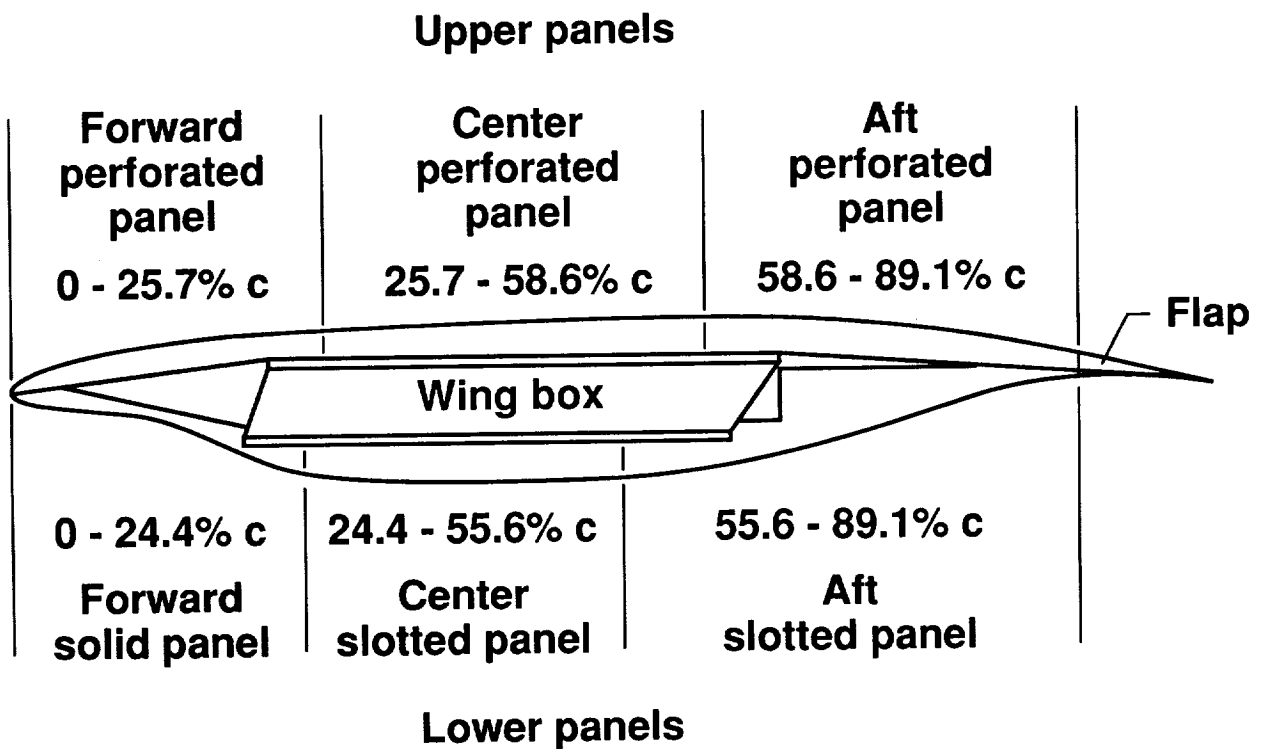 Upper panels
Forward
perforated
panel
0 - 25.7% c
Center
perforated
panel
25.7 - 58.6% c
Aft
perforated
panel
58.6 - 89.1% c
Flap
Wing box
0 - 24.4% c
Forward
solid panel
24.4 - 55.6% c
Center
slotted panel
55.6 - 89.1% c
Aft
slotted panel
Lower panels